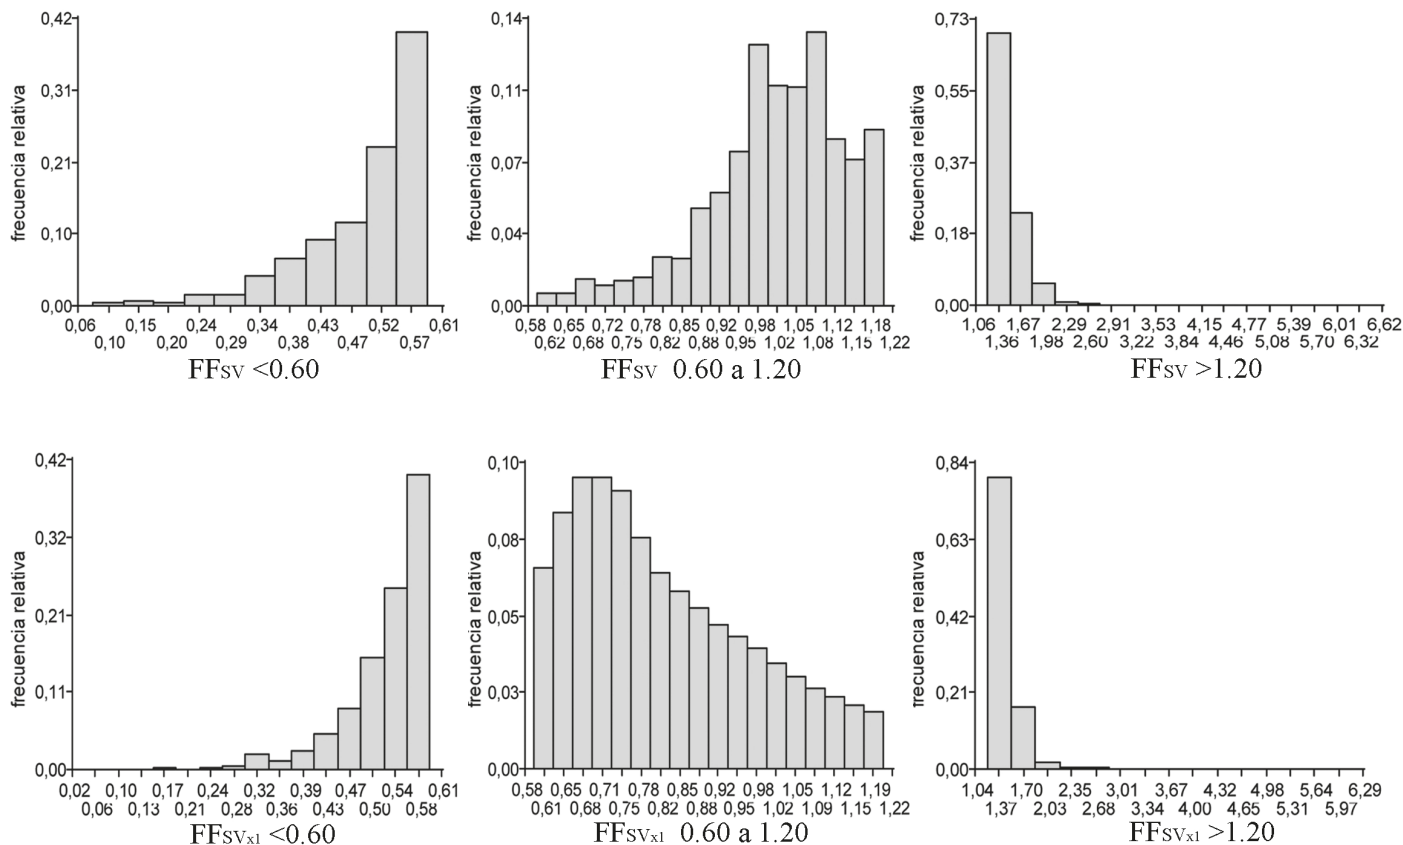 0,42
0,31
0,21
0,10
0,00
frecuencia relativa
0,06 0,15 0,24 0,34 0,43 0,52 0,61
0,10 0,20 0,29 0,38 0,47 0,57
FFSV <0.60
0,14
0,11
0,07
0,04
0,00
frecuencia relativa
0,58 0,65 0,72 0,78 0,85 0,92 0,98 1,05 1,12 1,18
0,62 0,68 0,75 0,82 0,88 0,95 1,02 1,08 1,15 1,22
FFSV 0.60 a 1.20
0,73
0,55
0,37
0,18
0,00
frecuencia relativa
1,06 1,67 2,29 2,91 3,53 4,15 4,77 5,39 6,01 6,62
1,36 1,98 2,60 3,22 3,84 4,46 5,08 5,70 6,32
FFSV >1.20
0,42
0,32
0,21
0,11
0,00
frecuencia relativa
0,02 0,10 0,17 0,24 0,32 0,39 0,47 0,54 0,61
0,06 0,13 0,21 0,28 0,36 0,43 0,50 0,58
FFSVx1 <0.60
0,10
0,08
0,05
0,03
0,00
frecuencia relativa
0,58 0,65 0,71 0,78 0,85 0,92 0,98 1,05 1,12 1,19
0,61 0,68 0,75 0,82 0,88 0,95 1,02 1,09 1,15 1,22
FFSVx1 0.60 a 1.20
0,84
0,63
0,42
0,21
0,00
frecuencia relativa
1,04 1,70 2,35 3,01 3,67 4,32 4,98 5,64 6,29
1,37 2,03 2,68 3,34 4,00 4,65 5,31 5,97
FFSVx1 >1.20